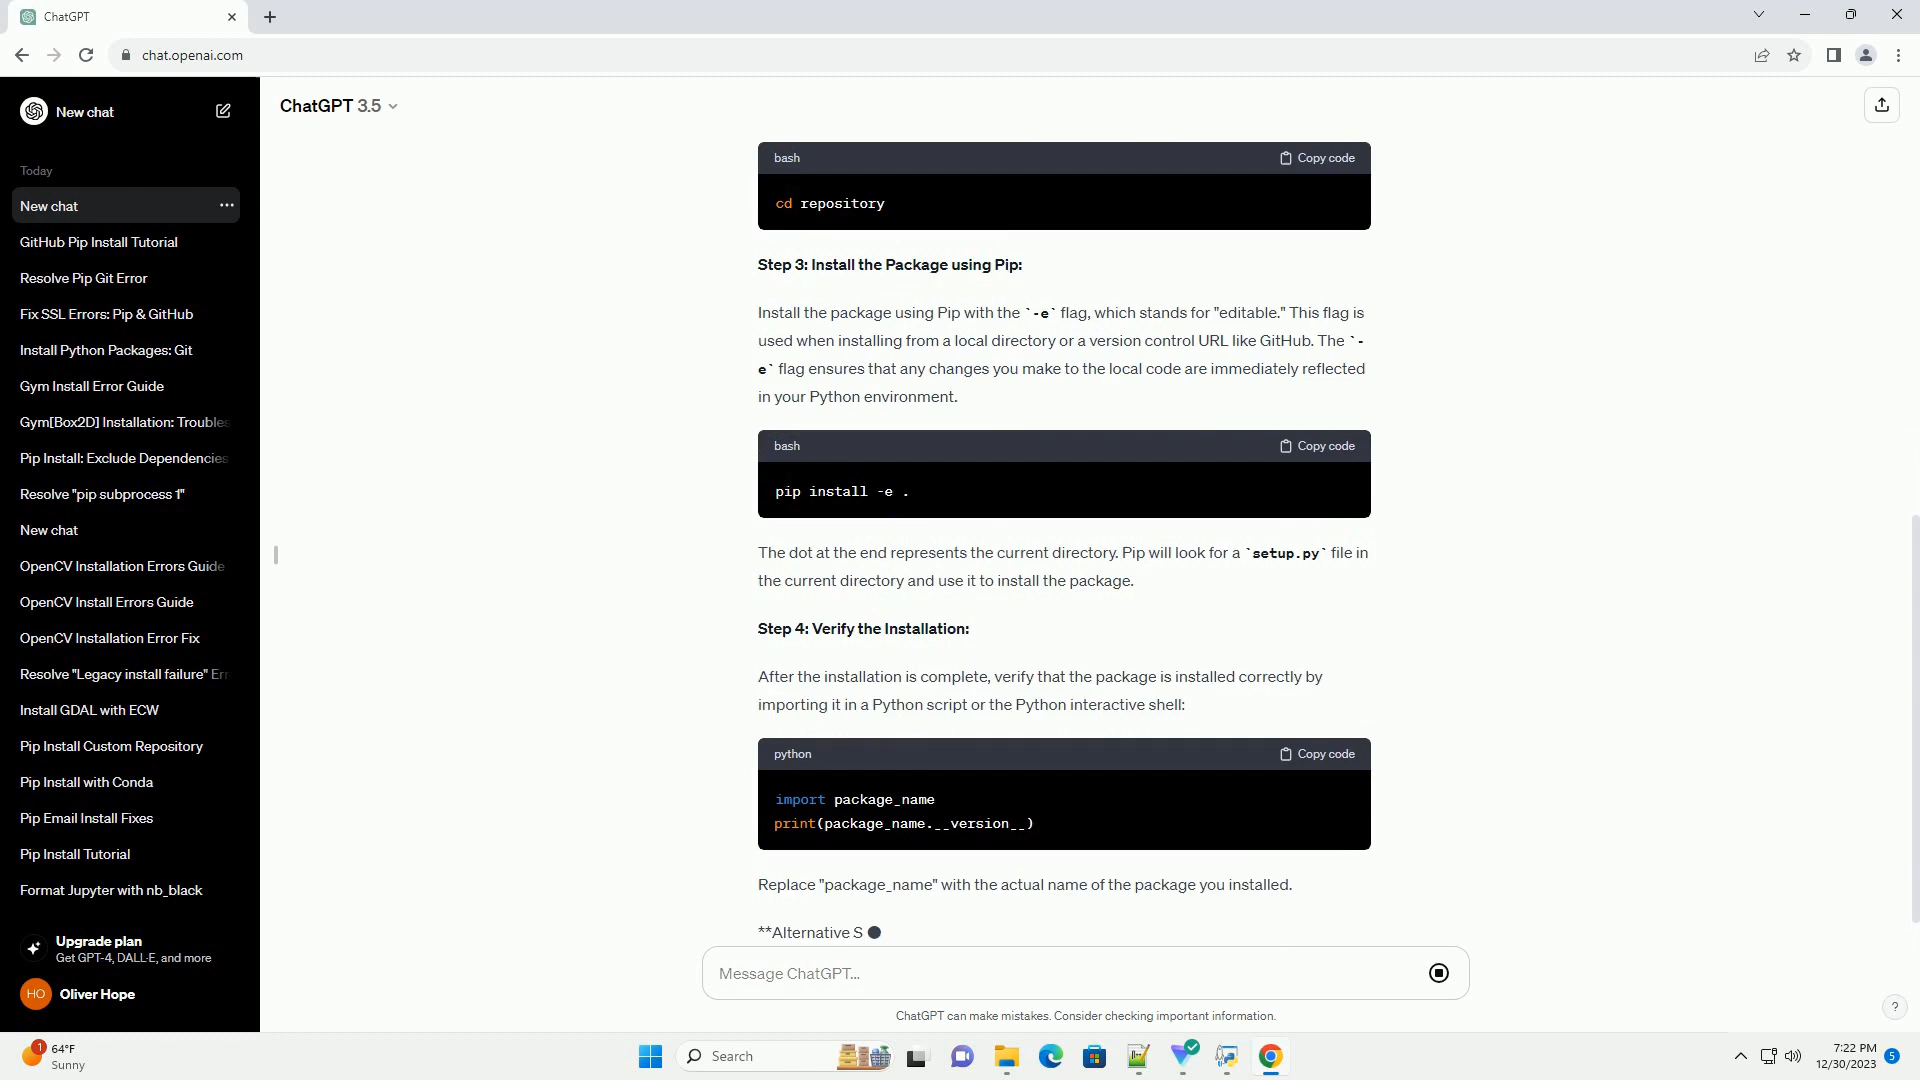 ChatGPT
chat.openai.com
New chat
ChatGPT 3.5
Today
New chat
GitHub Pip Install Tutorial
Resolve Pip Git Error
Fix SSL Errors: Pip & GitHub
Install Python Packages: Git
Gym Install Error Guide
Gym[Box2D] Installation: Troubles
Pip Install: Exclude Dependencies
Resolve "pip subprocess 1"
New chat
OpenCV Installation Errors Guide
OpenCV Install Errors Guide
OpenCV Installation Error Fix
Resolve "Legacy install failure" Err
Install GDAL with ECW
Pip Install Custom Repository
Pip Install with Conda
Pip Email Install Fixes
Pip Install Tutorial
Format Jupyter with nb_black
Upgrade plan
Get GPT-4, DALL·E, and more
HO Oliver Hope
bash Copy code
cd repository
Step 3: Install the Package using Pip:
Install the package using Pip with the `-e` flag, which stands for "editable." This flag is
used when installing from a local directory or a version control URL like GitHub. The `-
e` flag ensures that any changes you make to the local code are immediately reflected
in your Python environment.
bash Copy code
pip install -e .
The dot at the end represents the current directory. Pip will look for a `setup.py` file in
the current directory and use it to install the package.
Step 4: Verify the Installation:
After the installation is complete, verify that the package is installed correctly by
importing it in a Python script or the Python interactive shell:
python Copy code
import package_name
print(package_name.__version__)
Replace "package_name" with the actual name of the package you installed.
**Alternative S
Message ChatGPT...
ChatGPT can make mistakes. Consider checking important information.
?
1
64°F
Sunny
Search
7:22 PM
12/30/2023
5